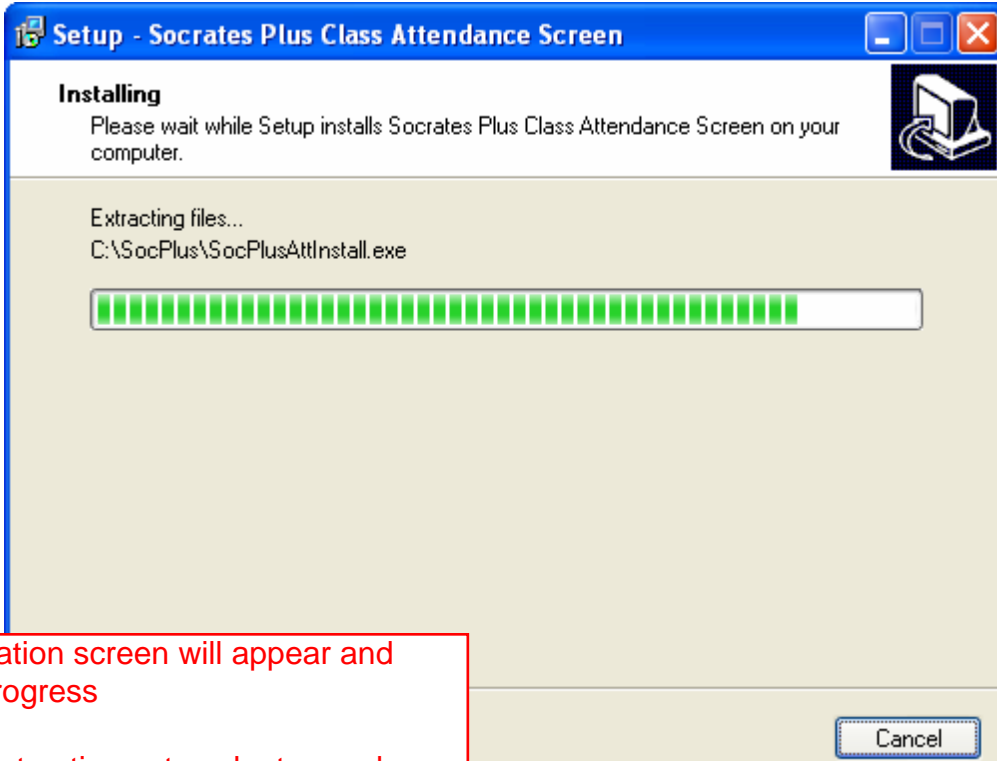 Setup - Socrates Plus Class Attendance Screen
Installing
Please wait while Setup installs Socrates Plus Class Attendance Screen on your
computer.
Extracting files...
C:\SocPlus\SocPlusAttInstall.exe
ation screen will appear and
rogress
Cancel